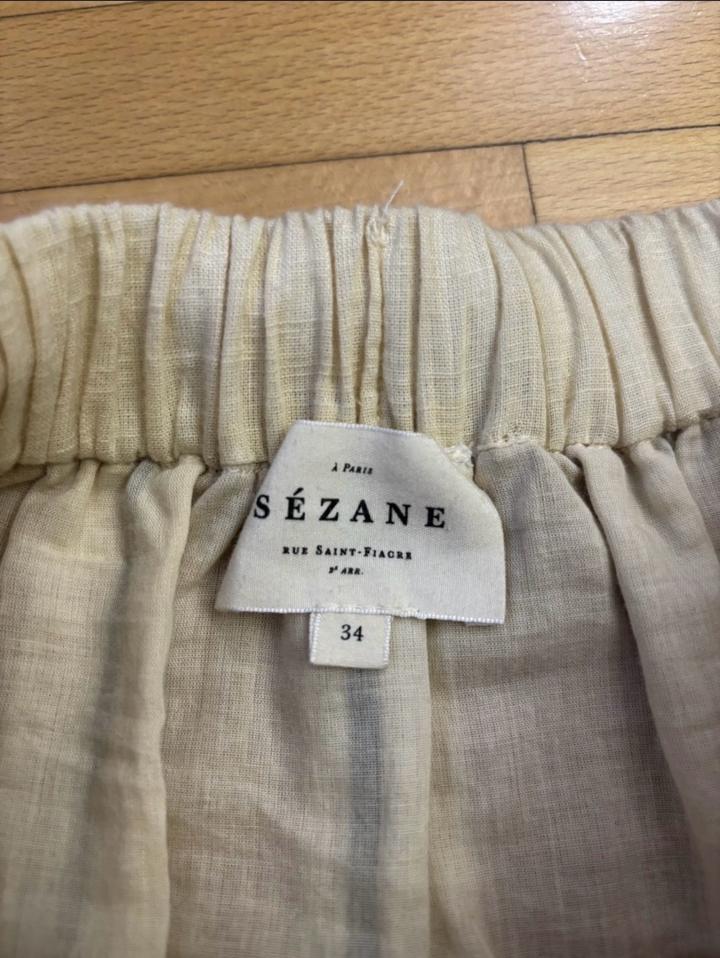 À PARIS
SÉZANE
RUE SAINT-FIACRE
2ᵉ ARR.
34